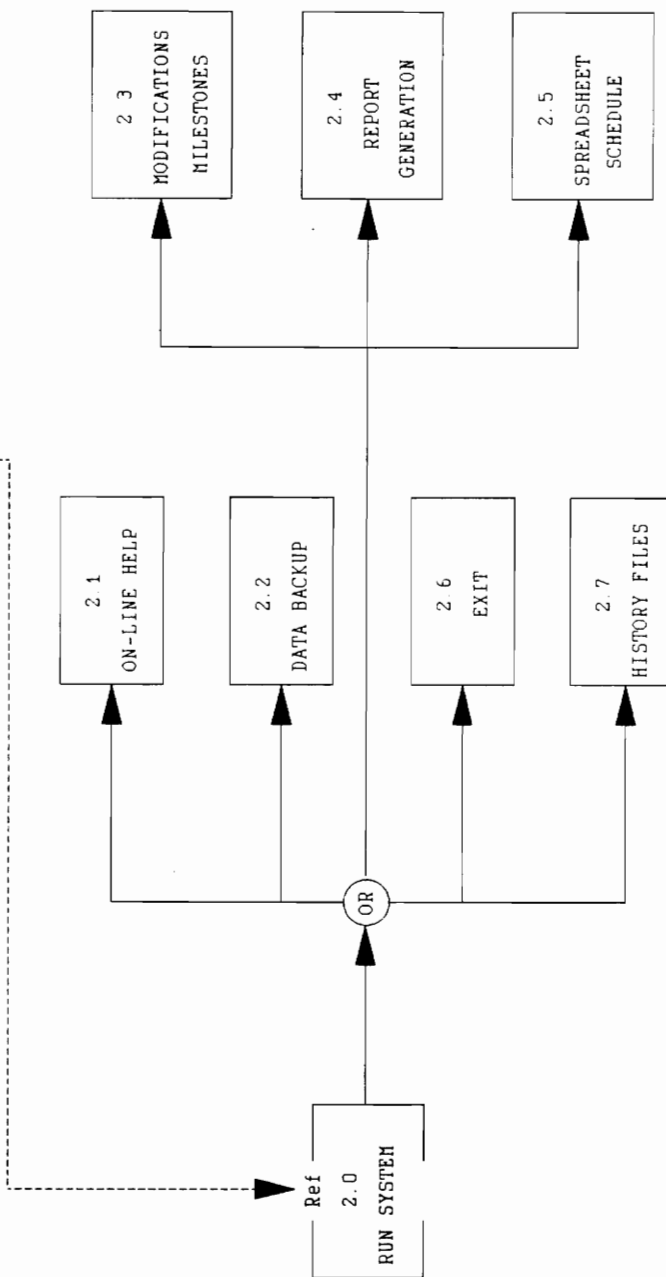 Ref
2.0
RUN SYSTEM
OR
2.1
ON-LINE HELP
2.2
DATA BACKUP
2.6
EXIT
2.7
HISTORY FILES
2 3
MODIFICATIONS
MILESTONES
2.4
REPORT
GENERATION
2.5
SPREADSHEET
SCHEDULE